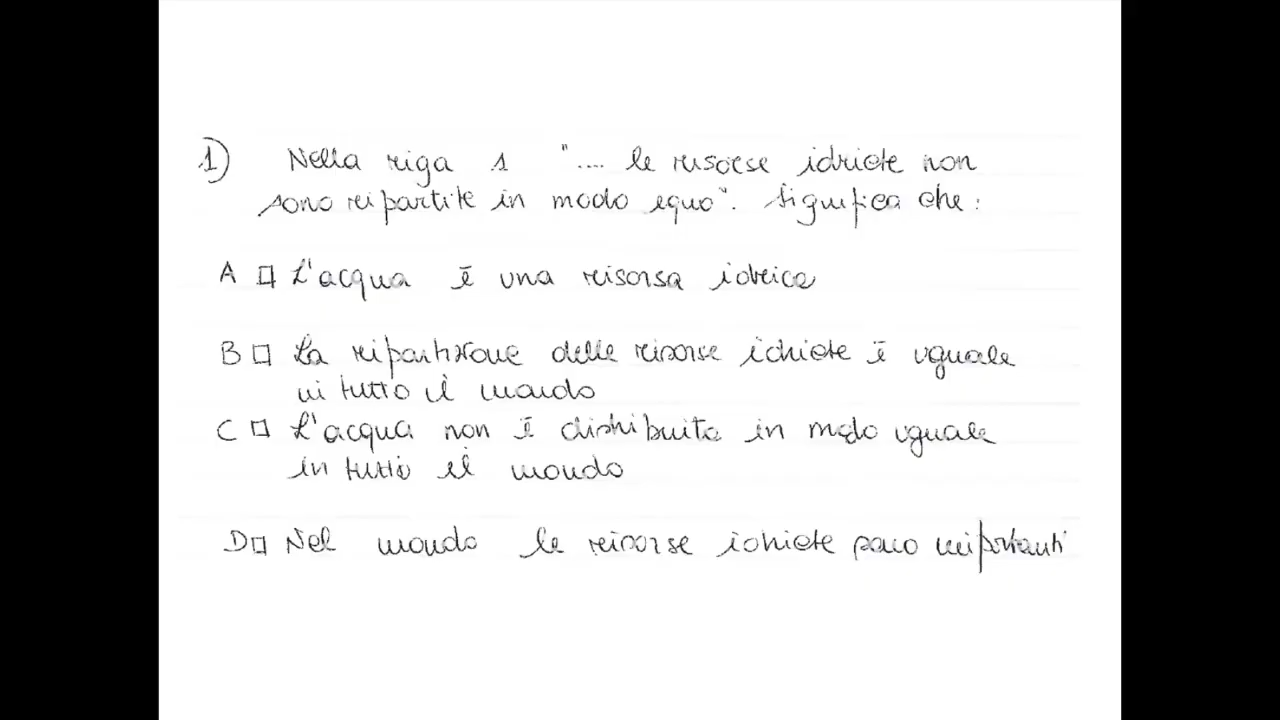 1) Nella riga 1 ".... le risorse idriche non
sono ripartite in modo equo". Significa che:
A □ L'acqua è una risorsa idrica
B □ La ripartizione delle risorse idriche è uguale
in tutto il mondo
C □ L'acqua non è distribuita in modo uguale
in tutto il mondo
D □ Nel mondo le risorse idriche sono importanti